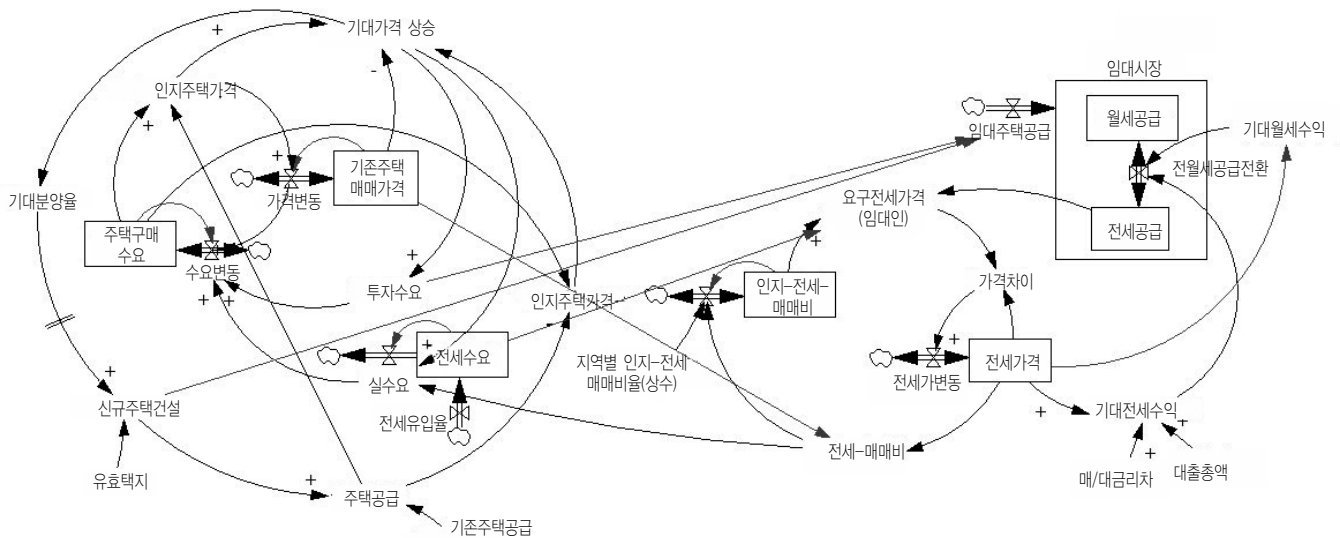 기대가격 상승
임대시장
인지주택가격
월세공급
임대주택공급
기대월세수익
기존주택
매매가격
전월세공급전환
기대분양율
가격변동
요구전세가격
(임대인)
주택구매
수요
전세공급
수요변동
투자수요
인지주택가격
인지-전세-
매매비
가격차이
전세수요
지역별 인지-전세
매매비율(상수)
전세가격
실수요
전세가변동
신규주택건설
전세유입율
기대전세수익
전세-매매비
유효택지
매/대금리차
대출총액
주택공급
기존주택공급